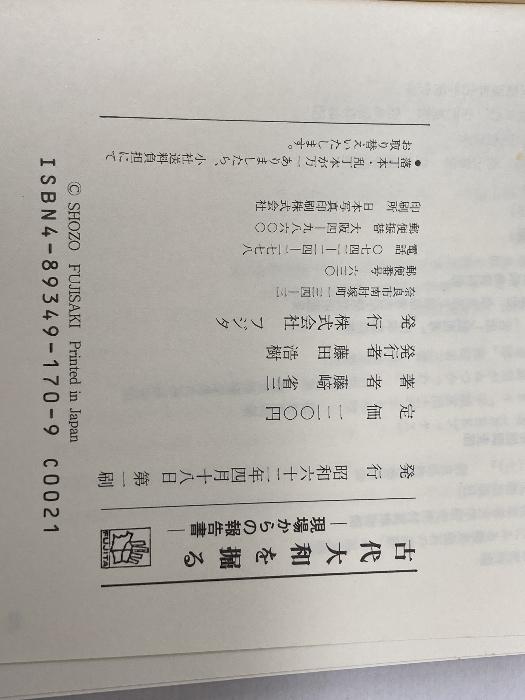 古代大和を掘る
―現場からの報告書―
FUJITA
発行 昭和六十二年四月十八日 第一刷
定価 一二〇〇円
著者 藤﨑省三
発行者 藤田浩樹
発行 株式会社フジタ
奈良市南肘塚町一三四―三
郵便番号 六三〇
電話 〇七四二―二四―二七七八
郵便振替 大阪四―八九六〇〇
印刷所 日本写真印刷株式会社
●落丁本・乱丁本が万一ありましたら、小社送料負担にて
お取り替えいたします。
© SHOZO FUJISAKI Printed in Japan
ISBN4-89349-170-9 C0021